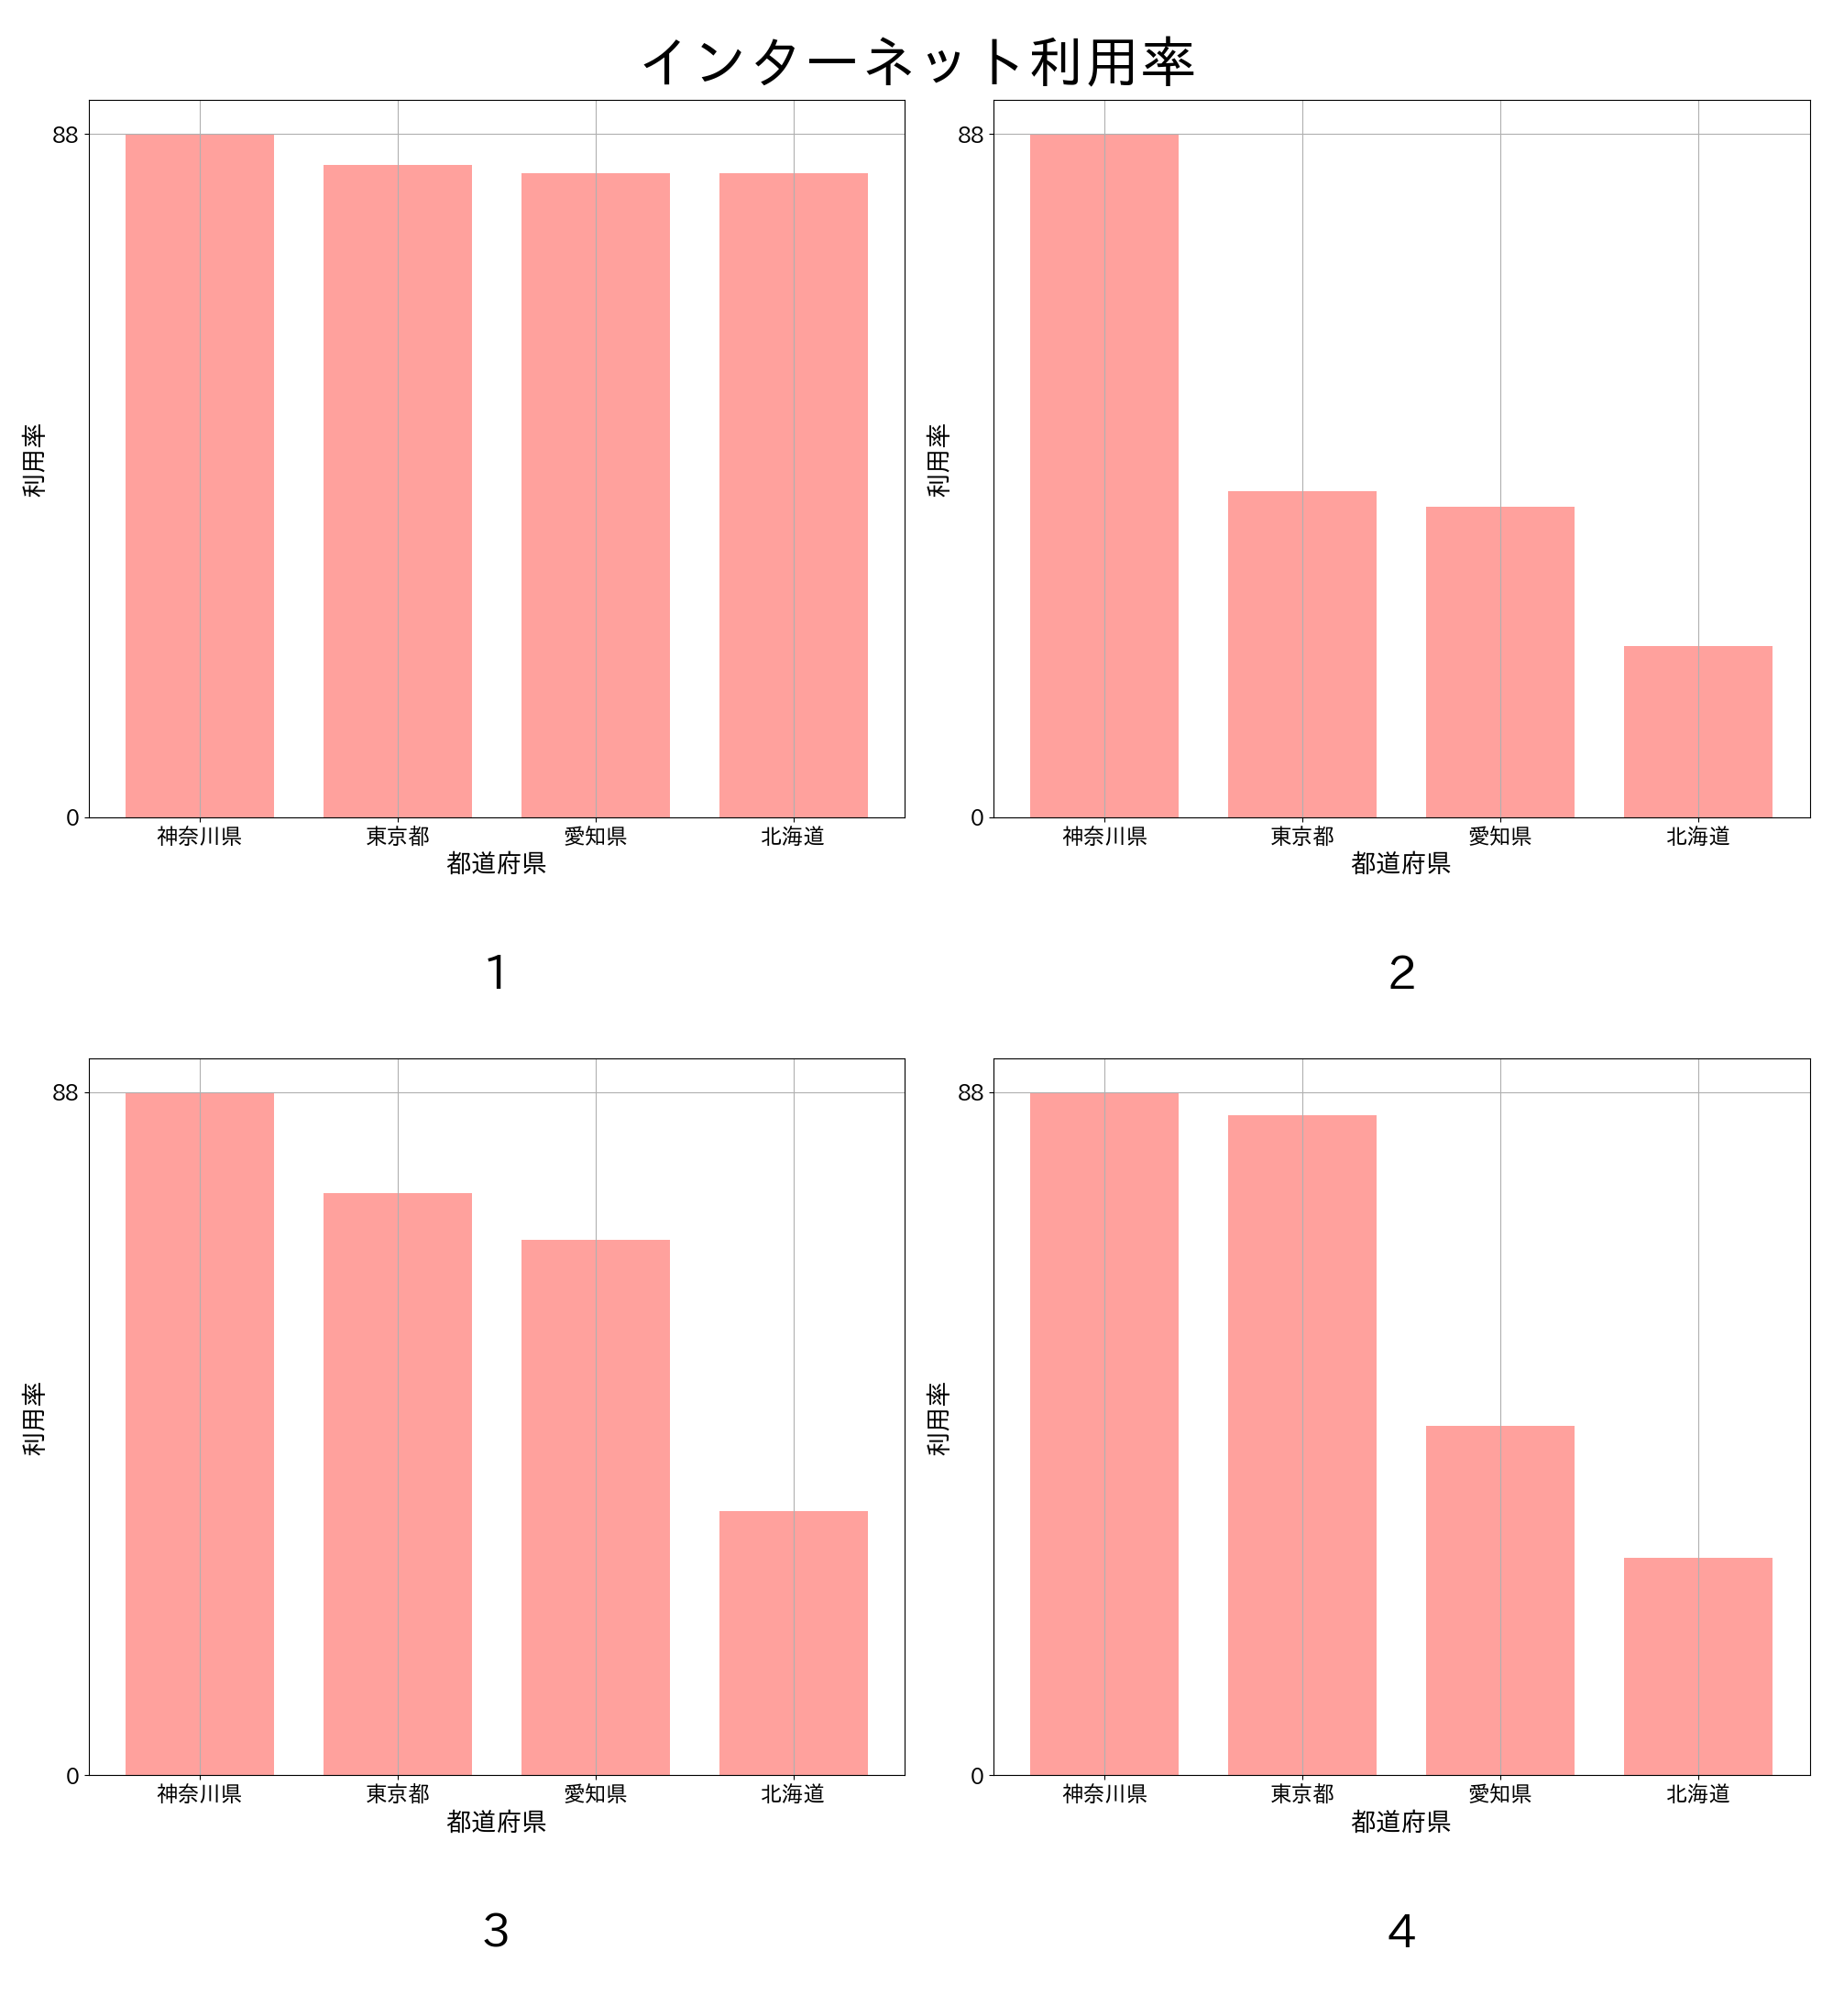 インターネット利用率
88
0
利用率
神奈川県 東京都 愛知県 北海道
都道府県
1
88
0
利用率
神奈川県 東京都 愛知県 北海道
都道府県
2
88
0
利用率
神奈川県 東京都 愛知県 北海道
都道府県
3
88
0
利用率
神奈川県 東京都 愛知県 北海道
都道府県
4